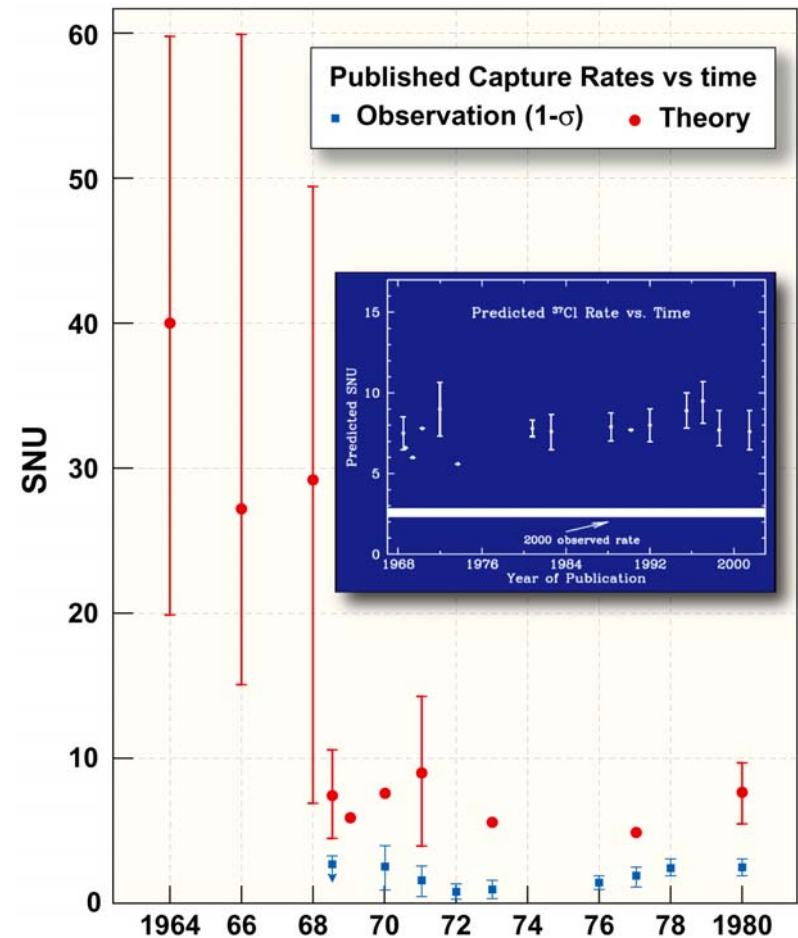 60
50
40
30
20
10
0
SNU
Published Capture Rates vs time
Observation (1-σ) Theory
Predicted ³⁷Cl Rate vs. Time
15
10
5
0
Predicted SNU
2000 observed rate
1968 1976 1984 1992 2000
Year of Publication
1964 66 68 70 72 74 76 78 1980